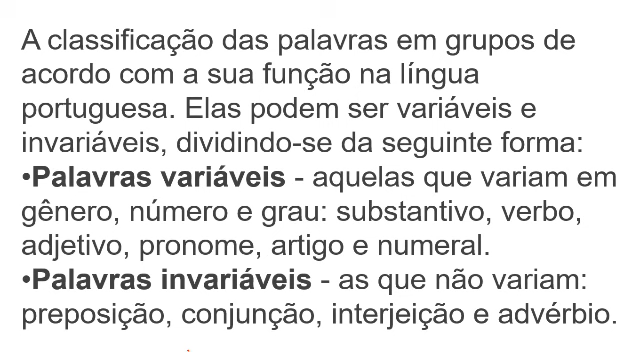 A classificação das palavras em grupos de
acordo com a sua função na língua
portuguesa. Elas podem ser variáveis e
invariáveis, dividindo-se da seguinte forma:
•Palavras variáveis - aquelas que variam em
gênero, número e grau: substantivo, verbo,
adjetivo, pronome, artigo e numeral.
•Palavras invariáveis - as que não variam:
preposição, conjunção, interjeição e advérbio.